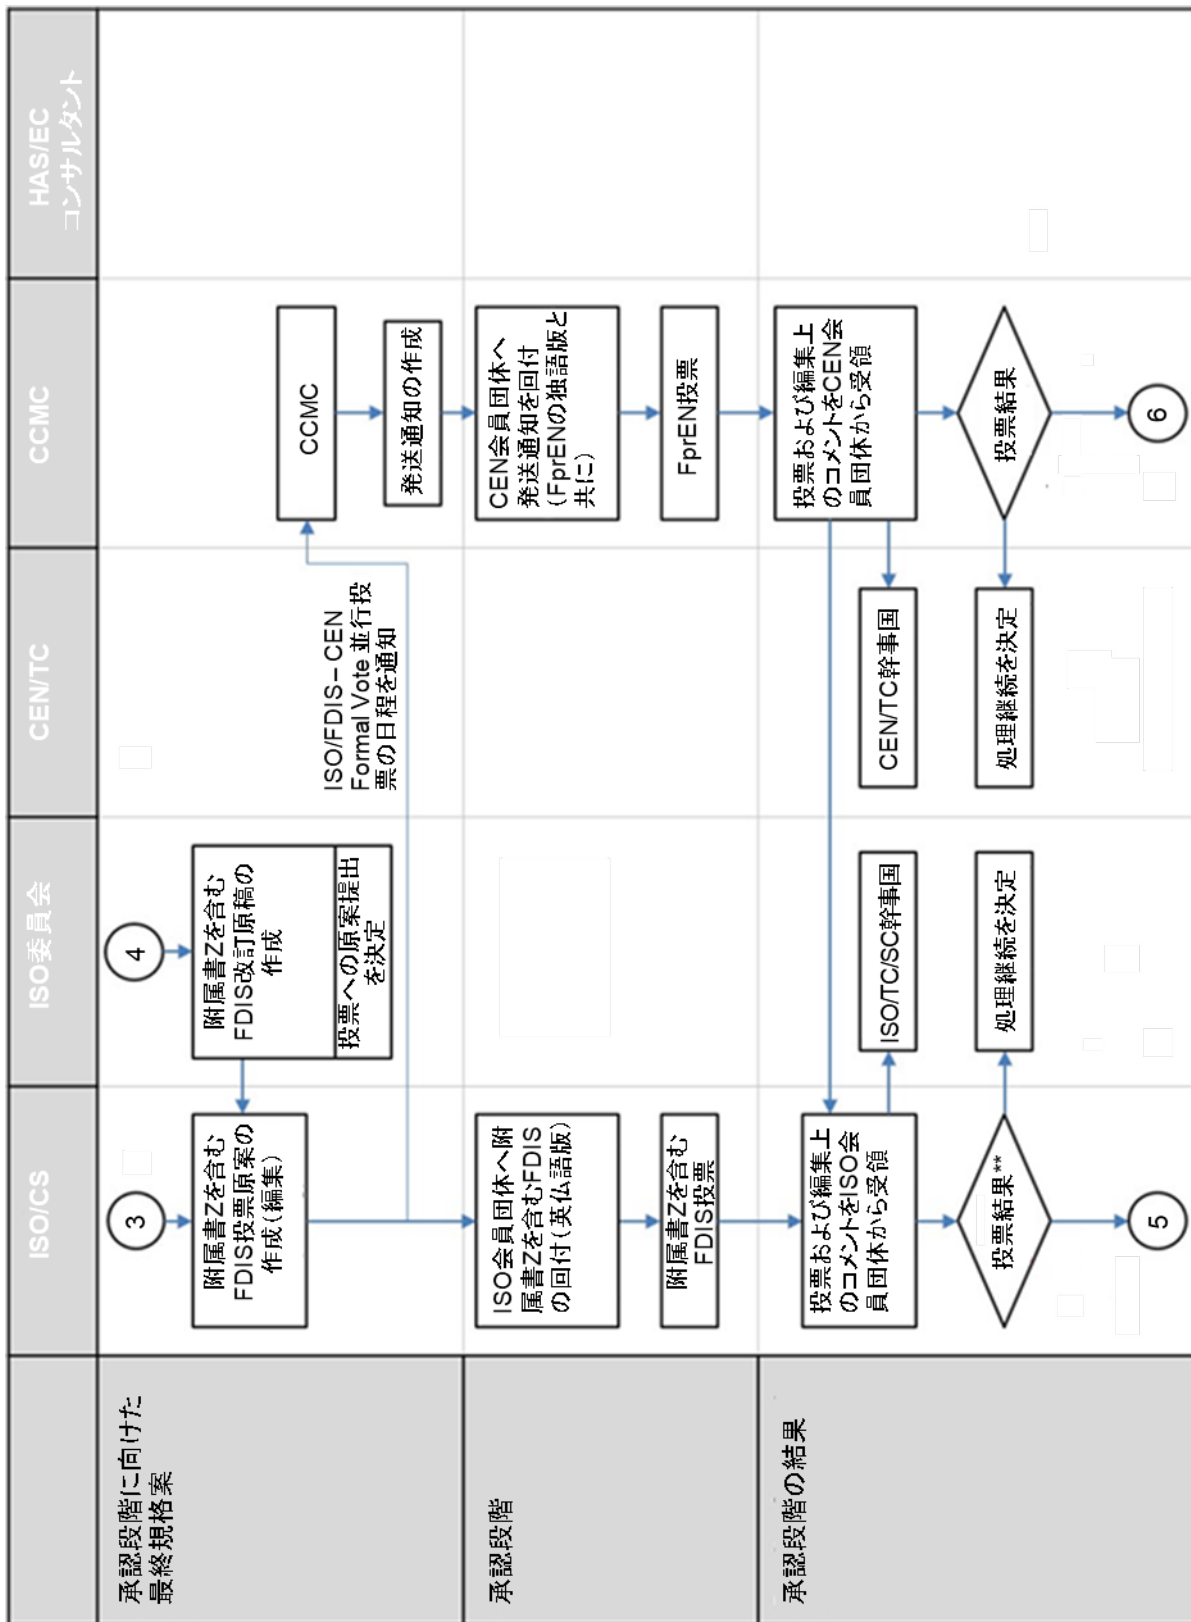 ISO/CS
ISO委員会
CEN/TC
CCMC
HAS/EC
コンサルタント
承認段階に向けた
最終規格案
3
附属書Zを含む
FDIS投票原案の
作成(編集)
4
附属書Zを含む
FDIS改訂原稿の
作成
投票への原案提出
を決定
ISO/FDIS–CEN
Formal Vote 並行投
票の日程を通知
CCMC
発送通知の作成
承認段階
ISO会員団体へ附
属書Zを含むFDIS
の回付(英仏語版)
附属書Zを含む
FDIS投票
CEN会員団体へ
発送通知を回付
(FprENの独語版と
共に)
FprEN投票
承認段階の結果
投票および編集上
のコメントをISO会
員団体から受領
ISO/TC/SC幹事国
CEN/TC幹事国
投票および編集上
のコメントをCEN会
員団体から受領
投票結果**
処理継続を決定
処理継続を決定
投票結果
5
6